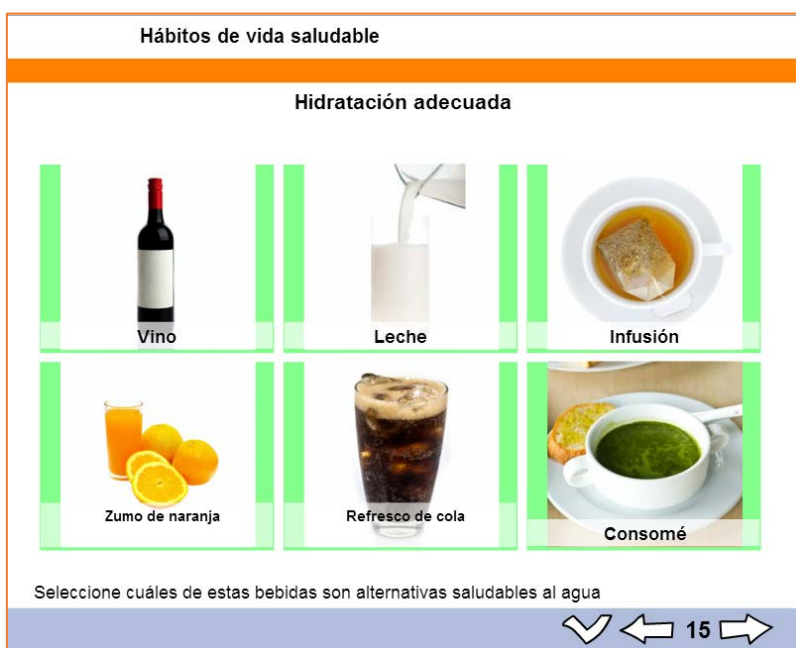 Hábitos de vida saludable
Hidratación adecuada
Vino
Leche
Infusión
Zumo de naranja
Refresco de cola
Consomé
Seleccione cuáles de estas bebidas son alternativas saludables al agua
15